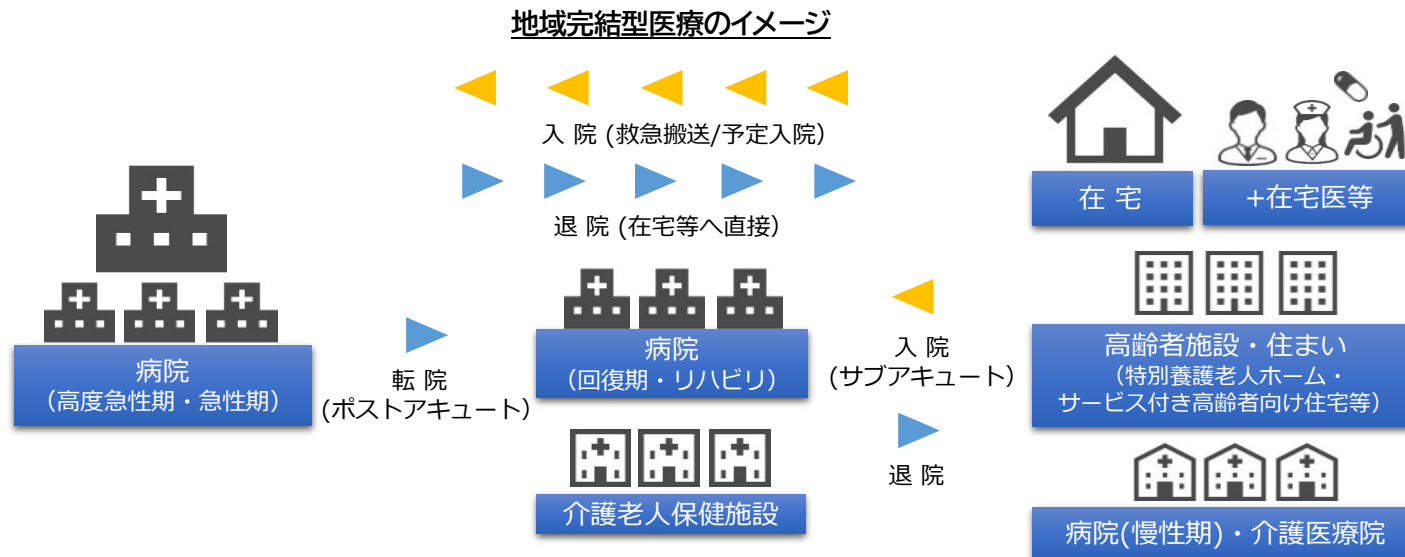 地域完結型医療のイメージ
入 院 (救急搬送/予定入院)
退 院 (在宅等へ直接)
病院
（高度急性期・急性期）
転 院
(ポストアキュート)
病院
（回復期・リハビリ）
介護老人保健施設
入 院
(サブアキュート)
退 院
在 宅
+在宅医等
高齢者施設・住まい
（特別養護老人ホーム・
サービス付き高齢者向け住宅等）
病院(慢性期)・介護医療院